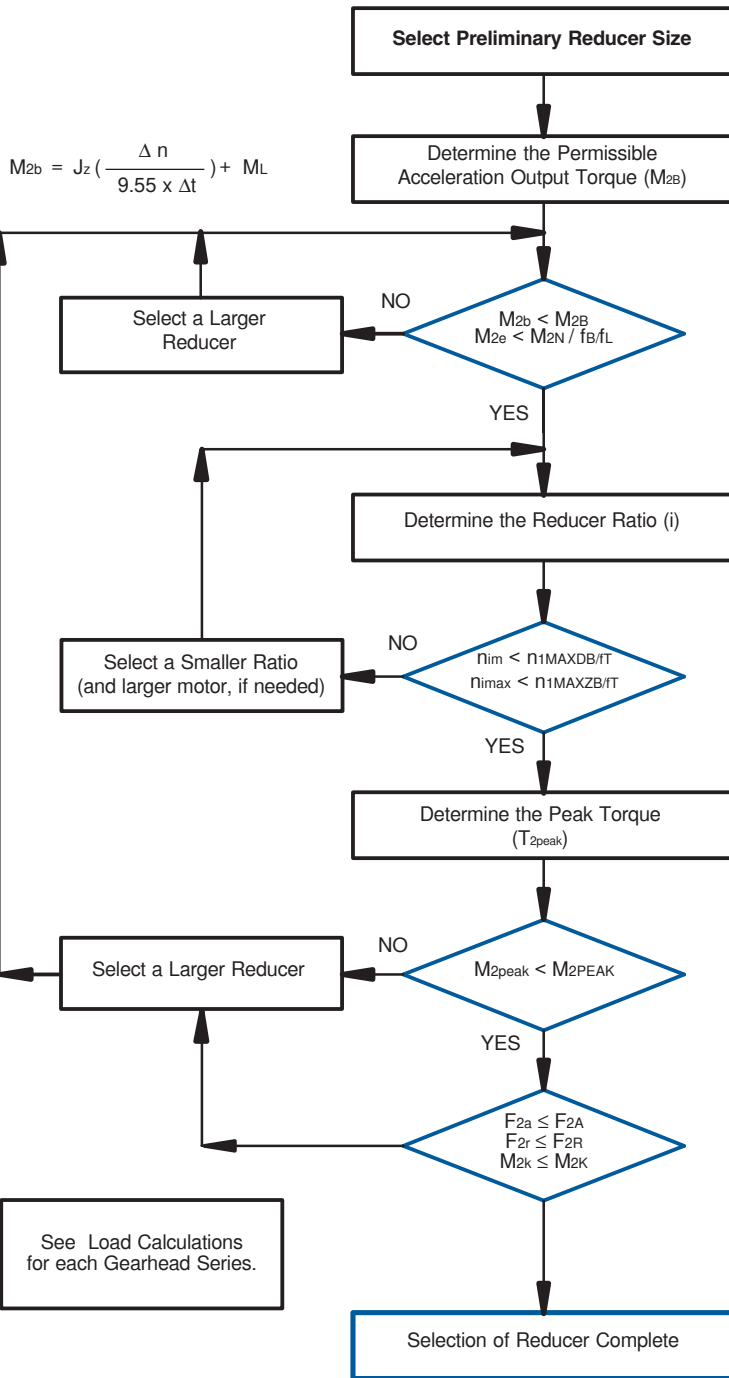 Select Preliminary Reducer Size
M2b = Jz ( Δ n / 9.55 x Δt ) + ML
Determine the Permissible
Acceleration Output Torque (M2B)
NO
Select a Larger
Reducer
M2b < M2B
M2e < M2N / fB/fL
YES
Determine the Reducer Ratio (i)
NO
Select a Smaller Ratio
(and larger motor, if needed)
nim < n1MAXDB/fT
nimax < n1MAXZB/fT
YES
Determine the Peak Torque
(T2peak)
NO
Select a Larger Reducer
M2peak < M2PEAK
YES
F2a ≤ F2A
F2r ≤ F2R
M2k ≤ M2K
See Load Calculations
for each Gearhead Series.
Selection of Reducer Complete